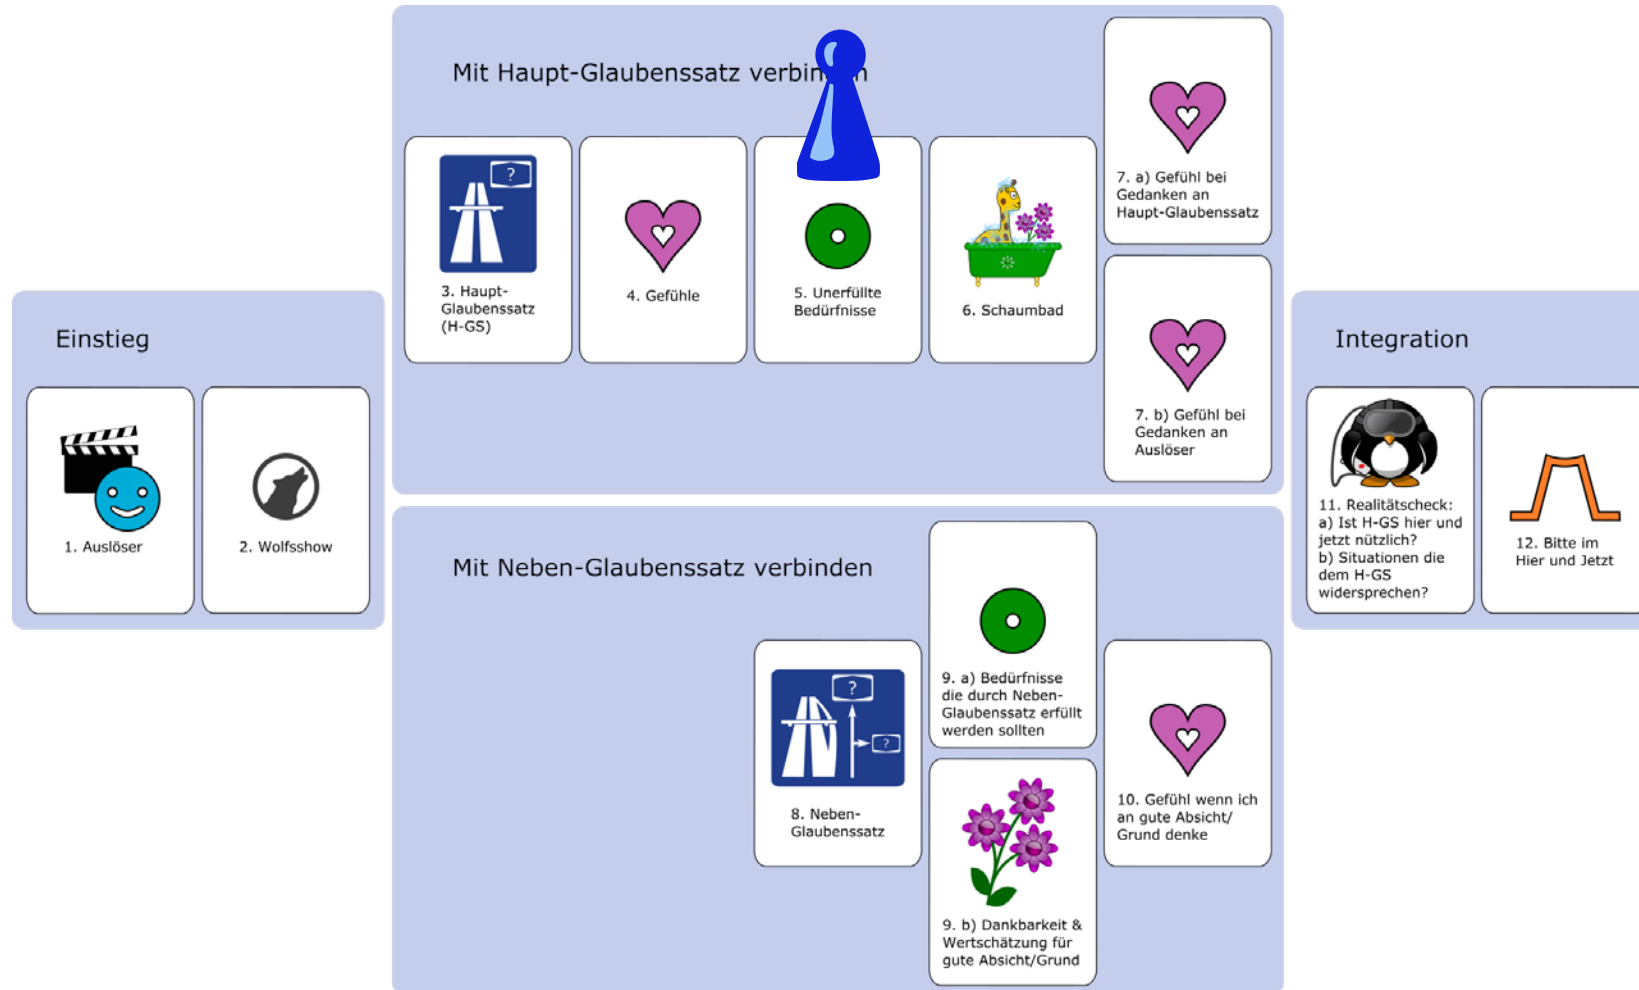 Mit Haupt-Glaubenssatz verbinden
3. Haupt-
Glaubenssatz
(H-GS)
4. Gefühle
5. Unerfüllte
Bedürfnisse
6. Schaumbad
7. a) Gefühl bei
Gedanken an
Haupt-Glaubenssatz
7. b) Gefühl bei
Gedanken an
Auslöser
?
Einstieg
1. Auslöser
2. Wolfsshow
Mit Neben-Glaubenssatz verbinden
?
?
8. Neben-
Glaubenssatz
9. a) Bedürfnisse
die durch Neben-
Glaubenssatz erfüllt
werden sollten
9. b) Dankbarkeit &
Wertschätzung für
gute Absicht/Grund
10. Gefühl wenn ich
an gute Absicht/
Grund denke
Integration
11. Realitätscheck:
a) Ist H-GS hier und
jetzt nützlich?
b) Situationen die
dem H-GS
widersprechen?
12. Bitte im
Hier und Jetzt